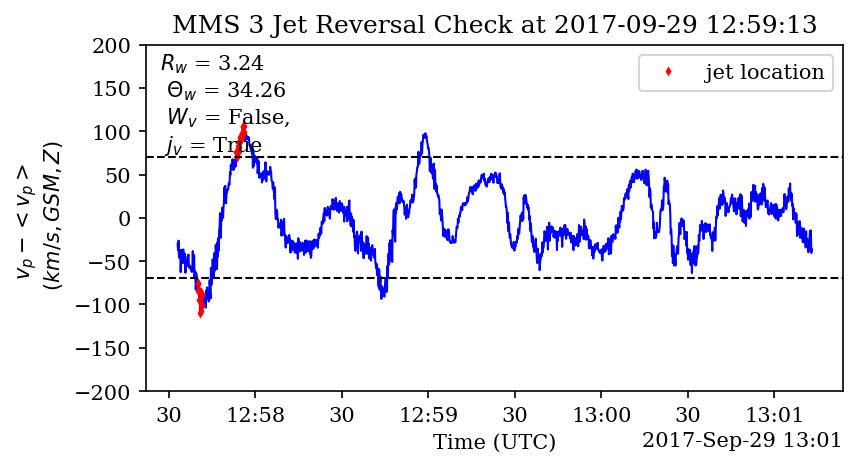 MMS 3 Jet Reversal Check at 2017-09-29 12:59:13
R_w = 3.24
Θ_w = 34.26
W_v = False,
j_v = True
jet location
200
150
100
50
0
−50
−100
−150
−200
v_p − < v_p >
(km/s, GSM, Z)
30 12:58 30 12:59 30 13:00 30 13:01
Time (UTC)
2017-Sep-29 13:01